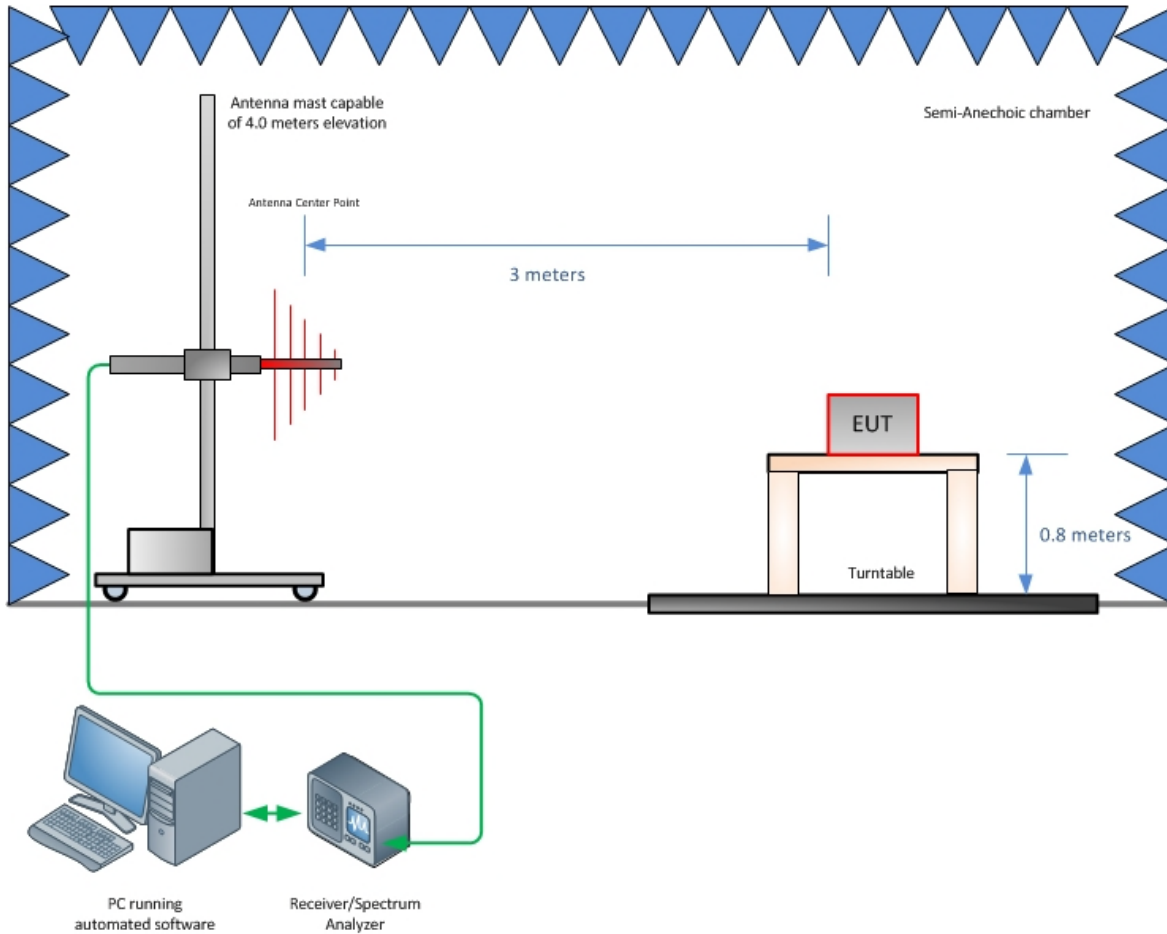 Antenna mast capable
of 4.0 meters elevation
Semi-Anechoic chamber
Antenna Center Point
3 meters
EUT
0.8 meters
Turntable
PC running
automated software
Receiver/Spectrum
Analyzer